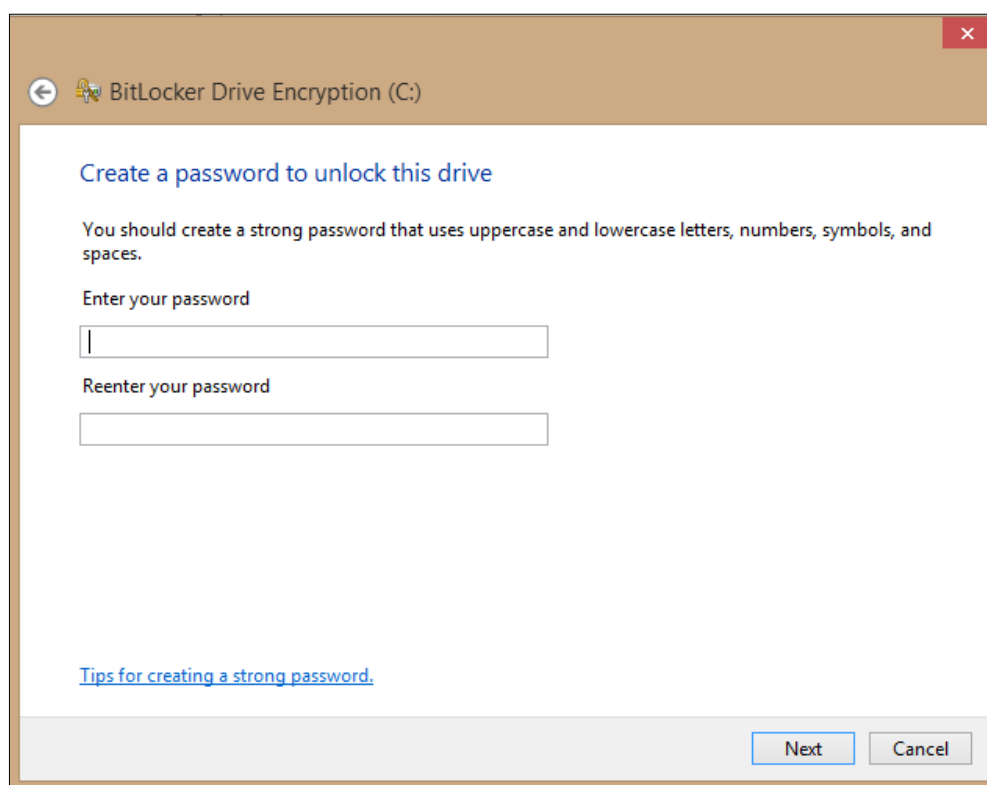 BitLocker Drive Encryption (C:)
Create a password to unlock this drive
You should create a strong password that uses uppercase and lowercase letters, numbers, symbols, and
spaces.
Enter your password
Reenter your password
Tips for creating a strong password.
Next Cancel